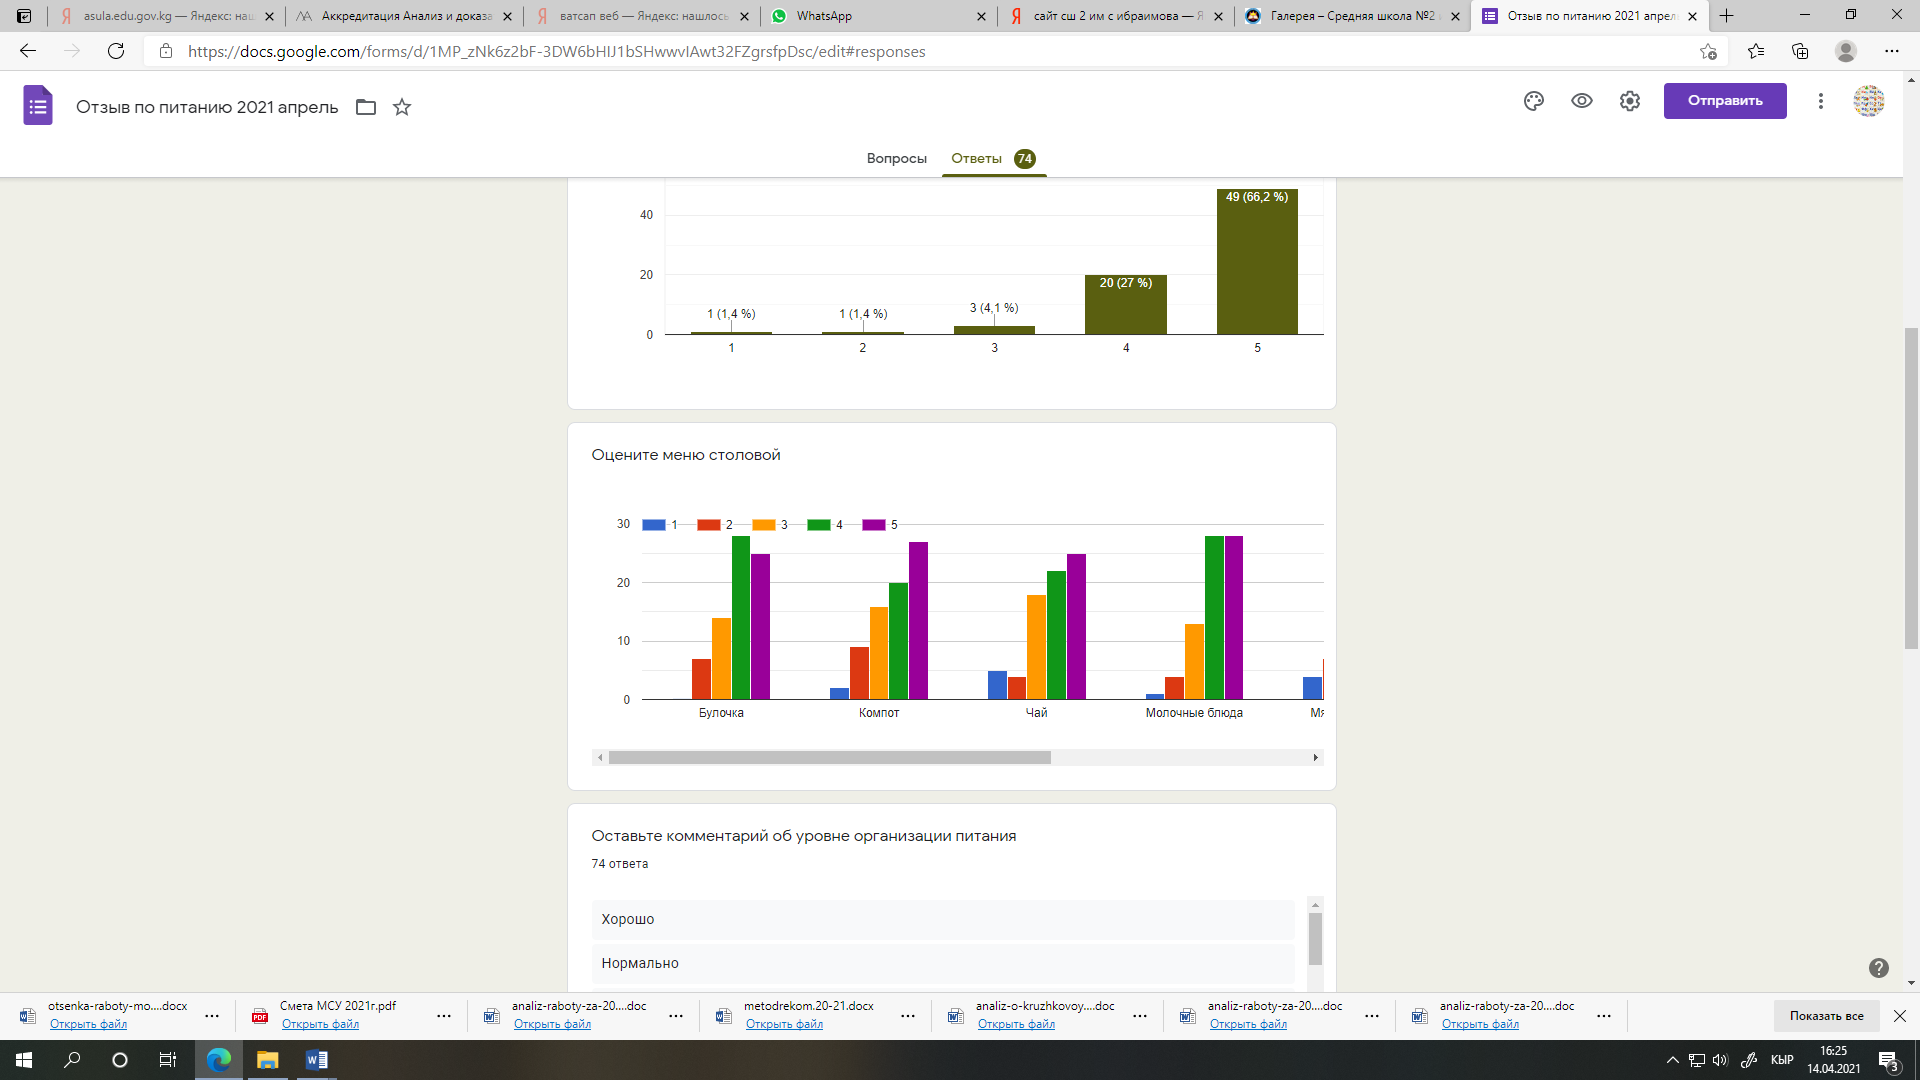 asula.edu.gov.kg — Яндекс: наш
Аккредитация Анализ и доказа
ватсап веб — Яндекс: нашлось
WhatsApp
сайт сш 2 им с ибраимова — Я
Галерея – Средняя школа №2
Отзыв по питанию 2021 апрел
https://docs.google.com/forms/d/1MP_zNk6z2bF-3DW6bHIJ1bSHwwvIAwt32FZgrsfpDsc/edit#responses
Отзыв по питанию 2021 апрель
Отправить
Вопросы
Ответы 74
49 (66,2 %)
40
20
20 (27 %)
3 (4,1 %)
1 (1,4 %)
1 (1,4 %)
0
1 2 3 4 5
Оцените меню столовой
30 1 2 3 4 5
20
10
0
Булочка Компот Чай Молочные блюда Мя
Оставьте комментарий об уровне организации питания
74 ответа
Хорошо
Нормально
otsenka-raboty-mo....docx
Открыть файл
Смета МСУ 2021г.pdf
Открыть файл
analiz-raboty-za-20....doc
Открыть файл
metodrekom.20-21.docx
Открыть файл
analiz-o-kruzhkovoy....doc
Открыть файл
analiz-raboty-za-20....doc
Открыть файл
analiz-raboty-za-20....doc
Открыть файл
Показать все
КЫР
16:25
14.04.2021
3